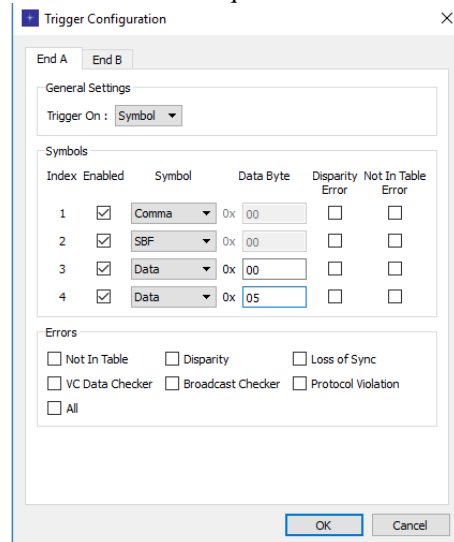 Trigger Configuration
End A End B
General Settings
Trigger On : Symbol
Symbols
Index Enabled Symbol Data Byte Disparity Error Not In Table Error
1 Comma 0x 00
2 SBF 0x 00
3 Data 0x 00
4 Data 0x 05
Errors
Not In Table Disparity Loss of Sync
VC Data Checker Broadcast Checker Protocol Violation
All
OK Cancel